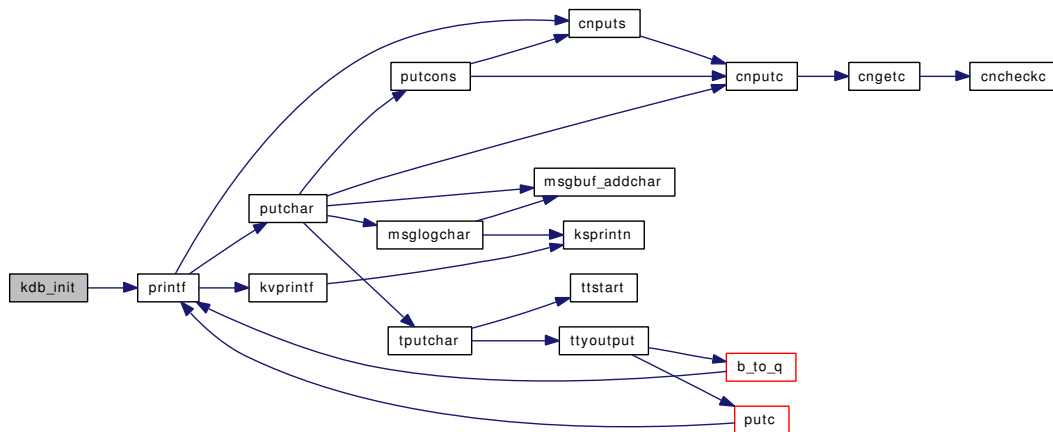 cnputs
putcons
cnputc
cngetc
cncheckc
msgbuf_addchar
putchar
msglogchar
ksprintn
kdb_init
printf
kvprintf
ttstart
tputchar
ttyoutput
b_to_q
putc